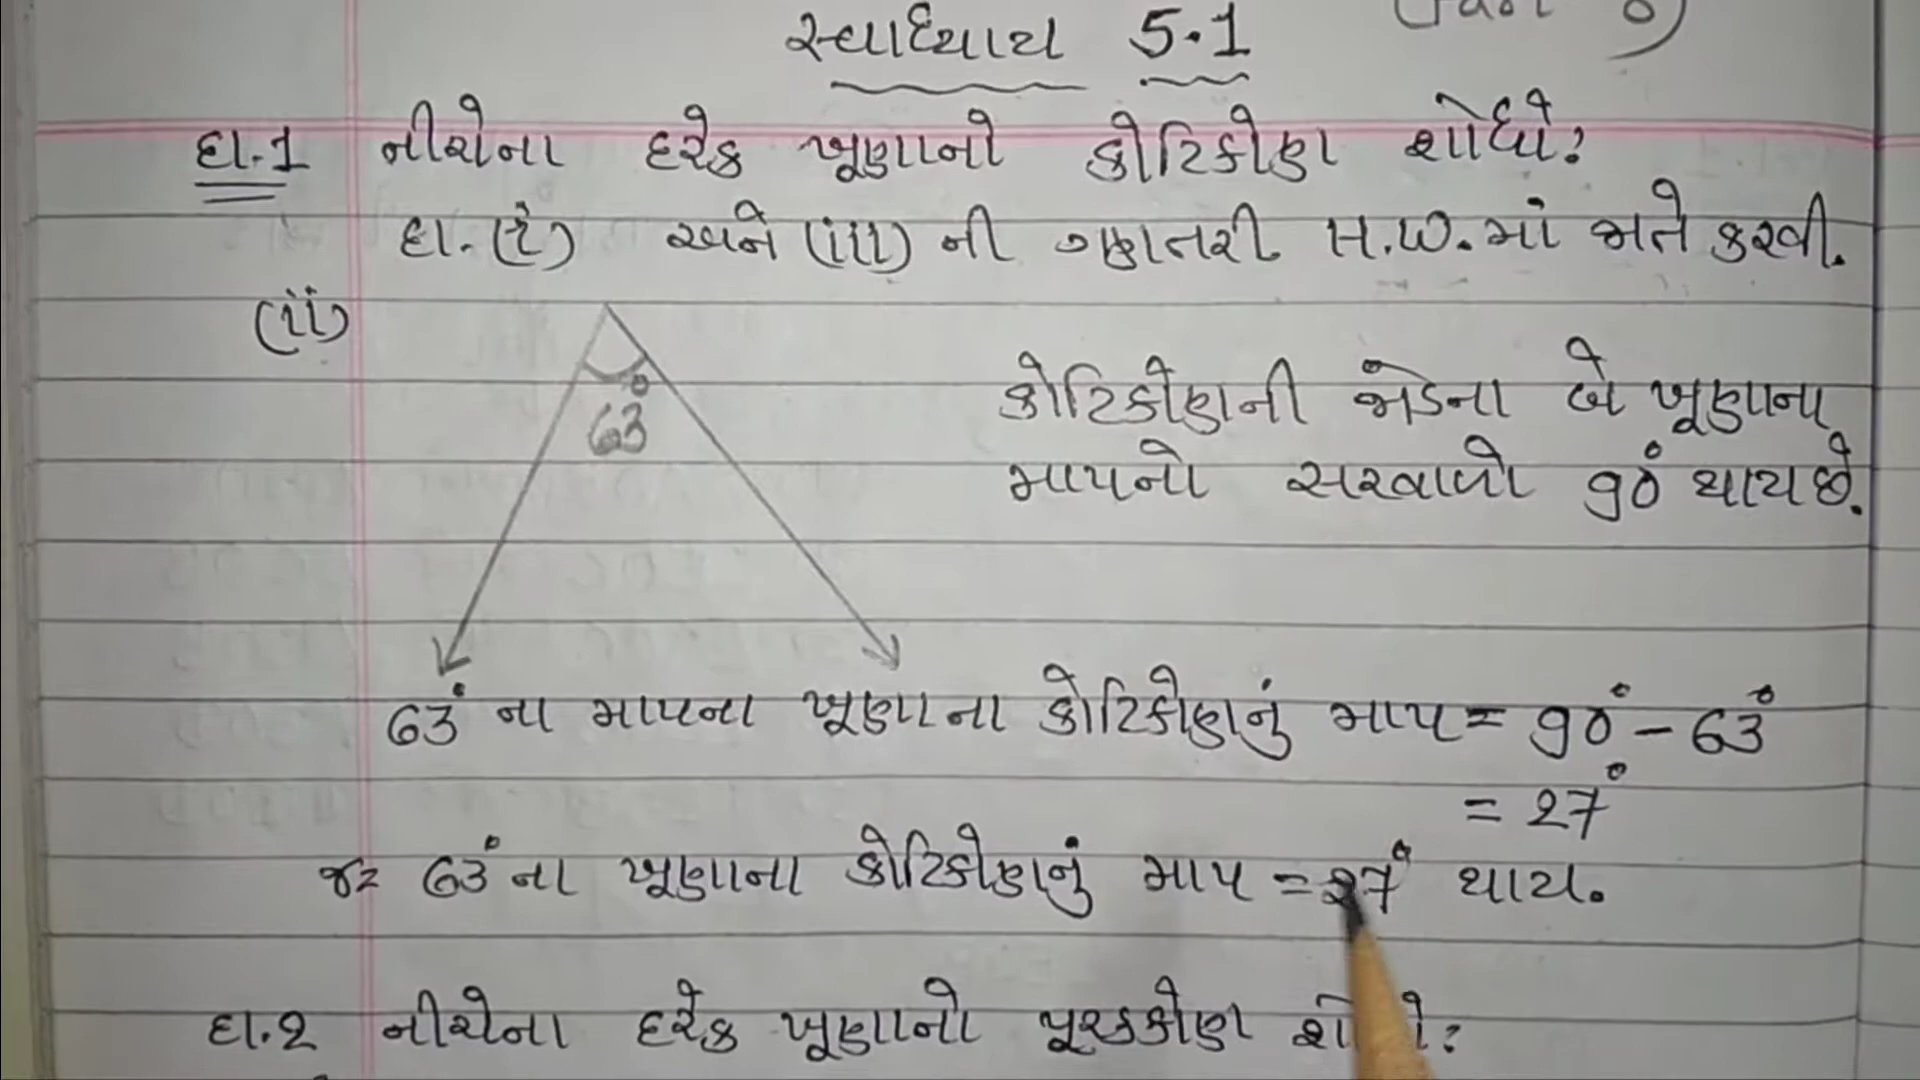 સ્વાધ્યાય 5.1
દા.1 નીચેના દરેક ખૂણાનો કોટિકોણ શોધો:
દા.(i) અને (iii) ની ગણતરી H.W.માં જાતે કરવી.
(ii)
63°
કોટિકોણની જોડના બે ખૂણાના
માપનો સરવાળો 90° થાય છે.
63° ના માપના ખૂણાના કોટિકોણનું માપ = 90° - 63°
= 27°
જ= 63° ના ખૂણાના કોટિકોણનું માપ = 27° થાય.
દા.2 નીચેના દરેક ખૂણાનો પૂરકકોણ